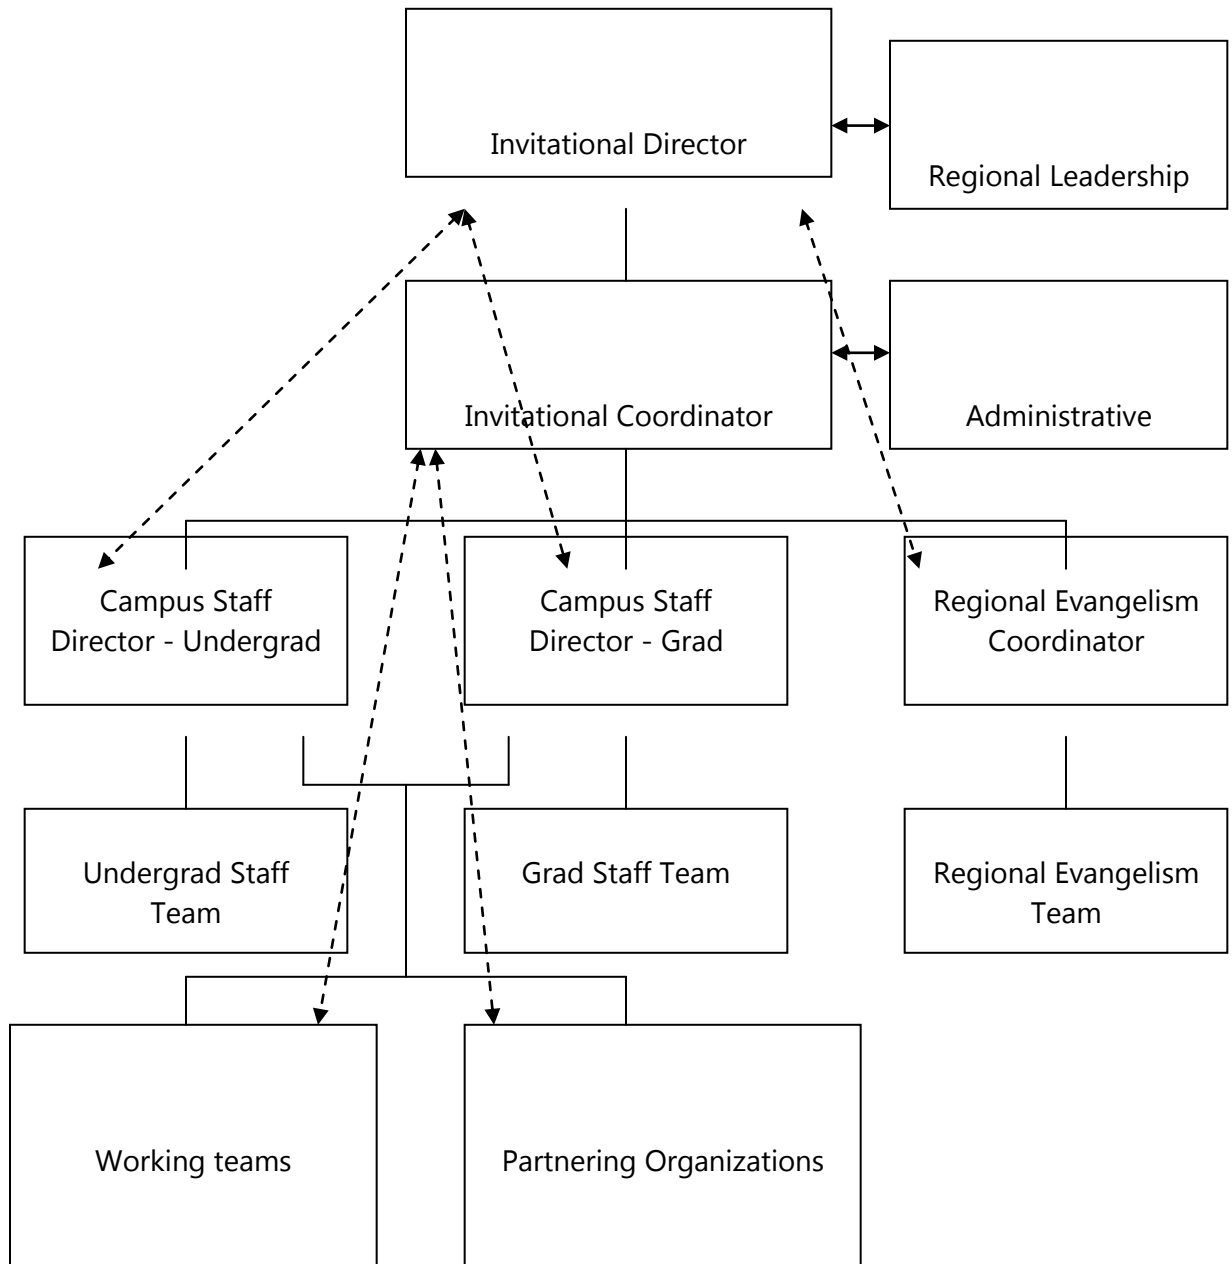 Invitational Director
Regional Leadership
Invitational Coordinator
Administrative
Campus Staff
Director - Undergrad
Campus Staff
Director - Grad
Regional Evangelism
Coordinator
Undergrad Staff
Team
Grad Staff Team
Regional Evangelism
Team
Working teams
Partnering Organizations